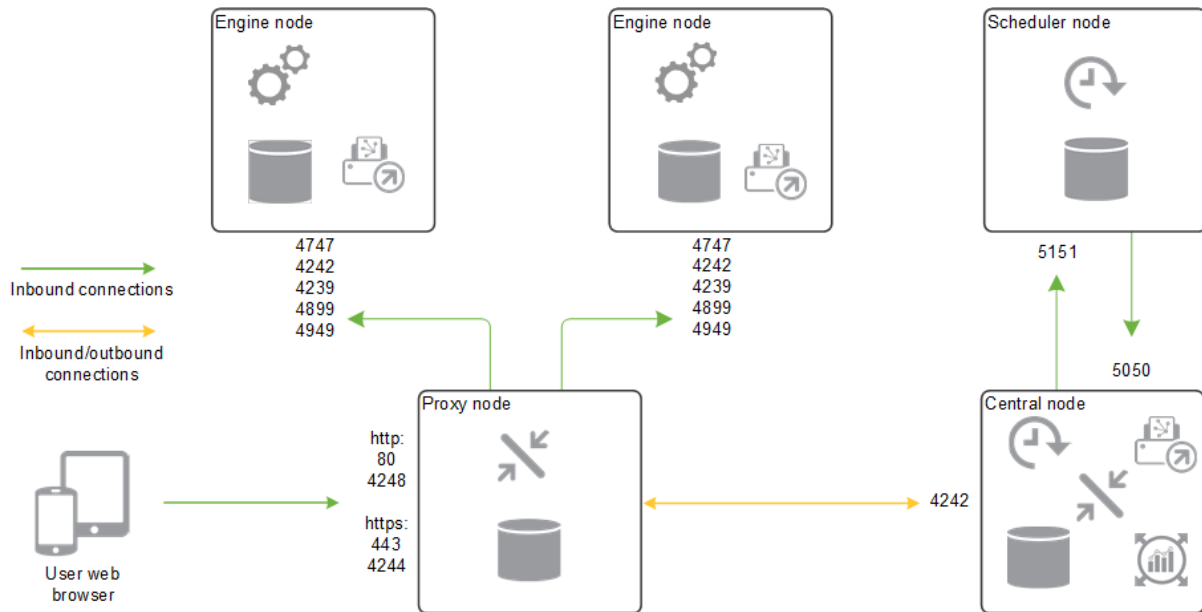 Engine node
Engine node
Scheduler node
4747
4242
4239
4899
4949
4747
4242
4239
4899
4949
5151
Inbound connections
Inbound/outbound
connections
5050
Proxy node
Central node
http:
80
4248
https:
443
4244
4242
User web
browser